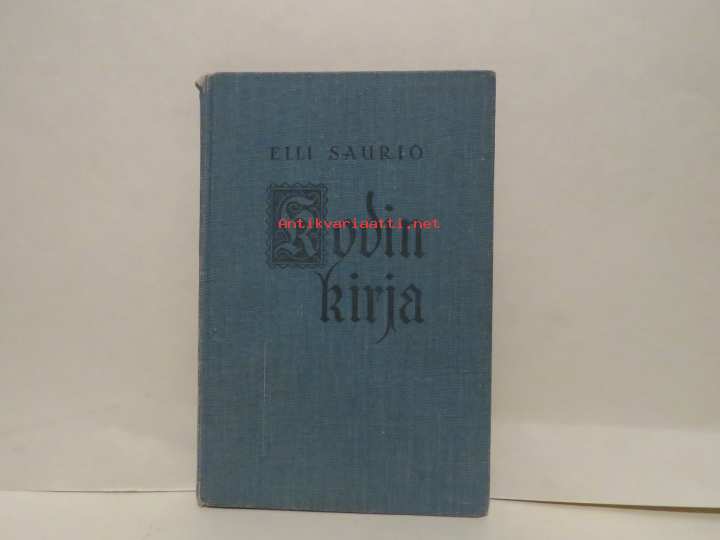 ELLI SAURIO
Kodin
Antikvariaatti.net
kirja